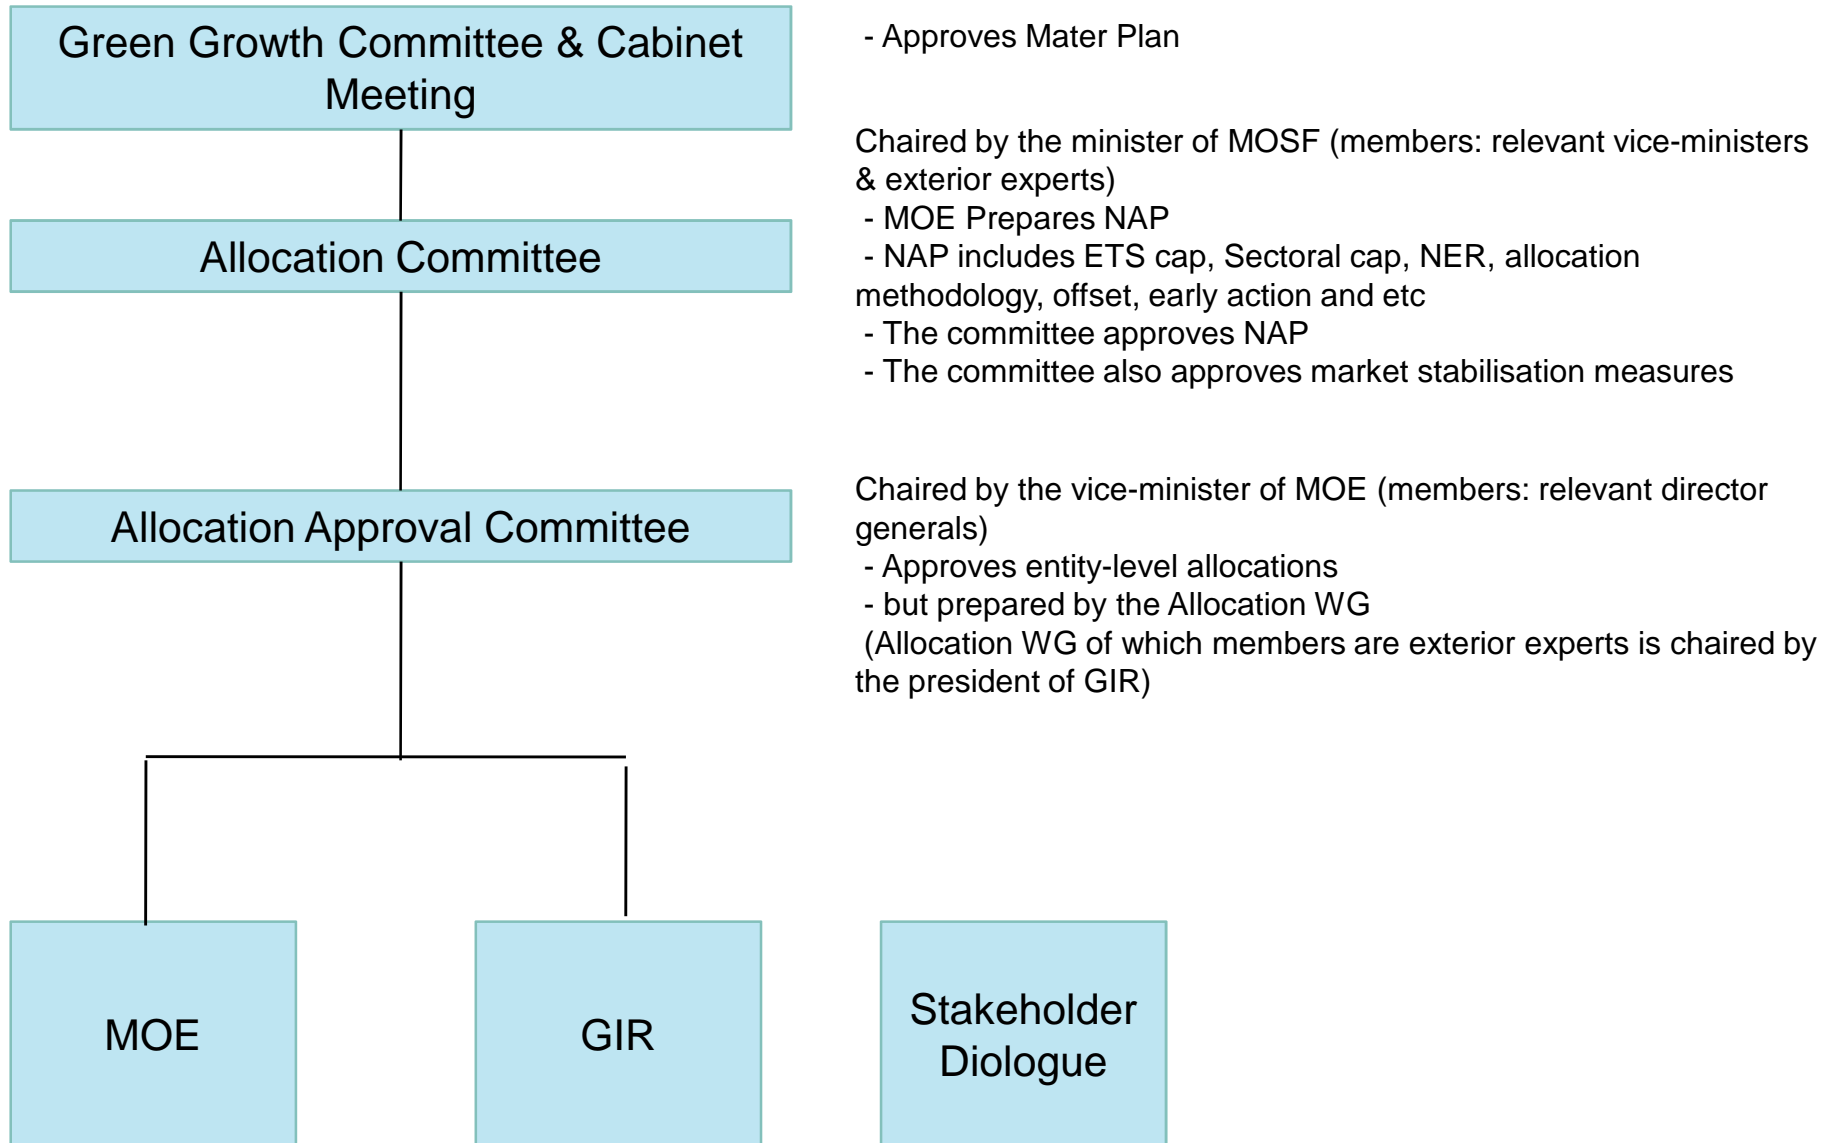 Green Growth Committee & Cabinet
Meeting
- Approves Mater Plan
Allocation Committee
Chaired by the minister of MOSF (members: relevant vice-ministers
& exterior experts)
- MOE Prepares NAP
- NAP includes ETS cap, Sectoral cap, NER, allocation
methodology, offset, early action and etc
- The committee approves NAP
- The committee also approves market stabilisation measures
Allocation Approval Committee
Chaired by the vice-minister of MOE (members: relevant director
generals)
- Approves entity-level allocations
- but prepared by the Allocation WG
(Allocation WG of which members are exterior experts is chaired by
the president of GIR)
MOE
GIR
Stakeholder
Diologue